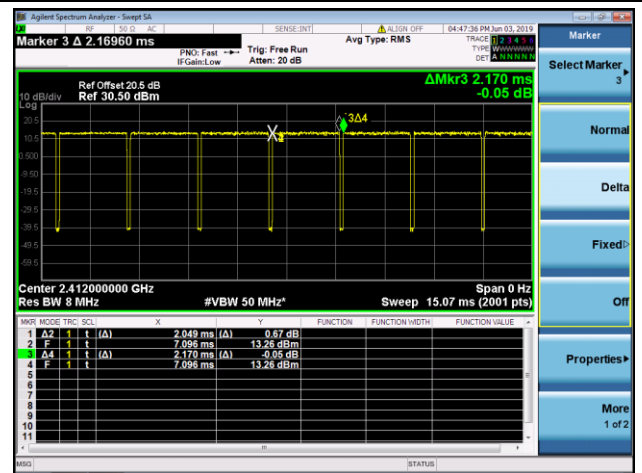 Agilent Spectrum Analyzer - Swept SA
RF 50 Ω AC SENSE:INT ALIGN OFF 04:47:36 PM Jun 03, 2019
Marker 3 Δ 2.16960 ms
PNO: Fast
IFGain:Low
Trig: Free Run
Atten: 20 dB
Avg Type: RMS
TRACE 1 2 3 4 5 6
TYPE WWWWWW
DET A N N N N N
Marker
Select Marker
3
Normal
Delta
Fixed
Off
Properties
More
1 of 2
ΔMkr3 2.170 ms
-0.05 dB
Ref Offset 20.5 dB
Ref 30.50 dBm
10 dB/div
Log
20.5
10.5
0.500
-9.50
-19.5
-29.5
-39.5
-49.5
-59.5
3Δ4
Center 2.412000000 GHz
Span 0 Hz
Res BW 8 MHz
#VBW 50 MHz*
Sweep 15.07 ms (2001 pts)
MKR MODE TRC SCL X Y FUNCTION FUNCTION WIDTH FUNCTION VALUE
1 Δ2 1 t (Δ) 2.049 ms (Δ) 0.67 dB
2 F 1 t 7.096 ms 13.26 dBm
3 Δ4 1 t (Δ) 2.170 ms (Δ) -0.05 dB
4 F 1 t 7.096 ms 13.26 dBm
5
6
7
8
9
10
11
MSG
STATUS